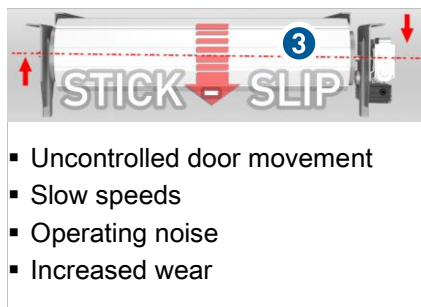 3
STICK SLIP
▪ Uncontrolled door movement
▪ Slow speeds
▪ Operating noise
▪ Increased wear